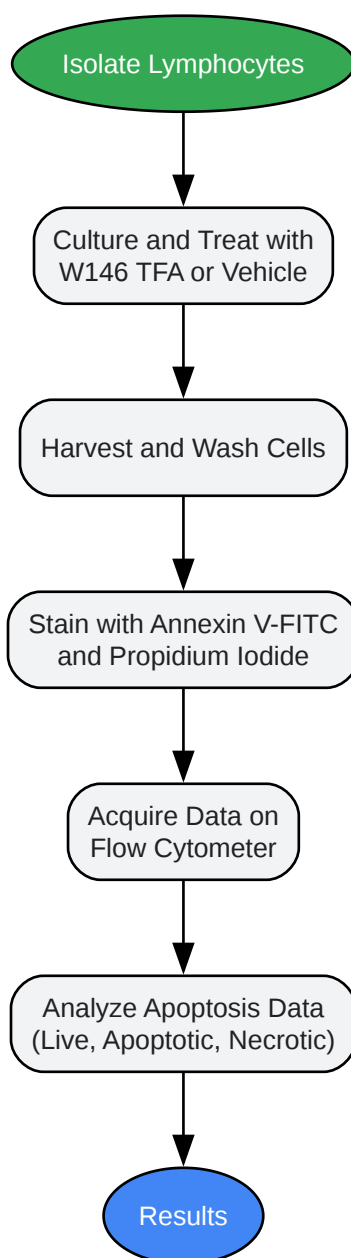 Isolate Lymphocytes
Culture and Treat with
W146 TFA or Vehicle
Harvest and Wash Cells
Stain with Annexin V-FITC
and Propidium Iodide
Acquire Data on
Flow Cytometer
Analyze Apoptosis Data
(Live, Apoptotic, Necrotic)
Results